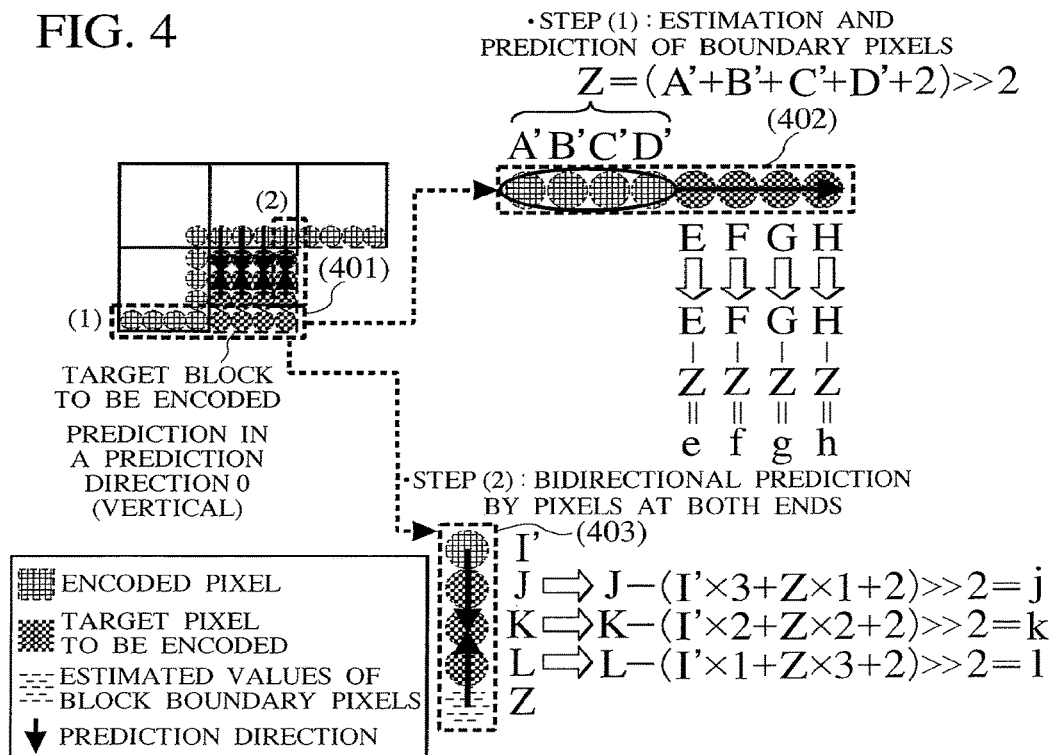 FIG. 4
・STEP (1) : ESTIMATION AND
PREDICTION OF BOUNDARY PIXELS
Z=(A'+B'+C'+D'+2)>>2
(402)
A' B' C' D'
(2)
(401)
(1)
E F G H
E F G H
− − − −
Z Z Z Z
= = = =
e f g h
TARGET BLOCK
TO BE ENCODED
PREDICTION IN
A PREDICTION
DIRECTION 0
(VERTICAL)
・STEP (2) : BIDIRECTIONAL PREDICTION
BY PIXELS AT BOTH ENDS
(403)
I'
J ⇨ J−(I'×3+Z×1+2)>>2=j
K ⇨ K−(I'×2+Z×2+2)>>2=k
L ⇨ L−(I'×1+Z×3+2)>>2=l
Z
ENCODED PIXEL
TARGET PIXEL
TO BE ENCODED
ESTIMATED VALUES OF
BLOCK BOUNDARY PIXELS
PREDICTION DIRECTION